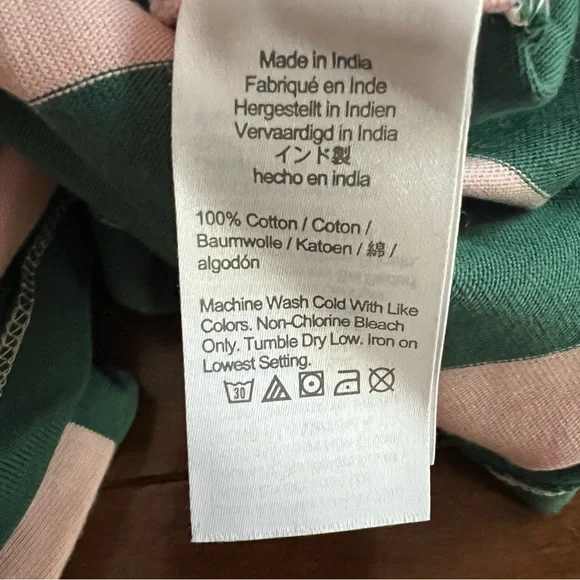 Made in India
Fabriqué en Inde
Hergestellt in Indien
Vervaardigd in India
インド製
hecho en india
100% Cotton / Coton /
Baumwolle / Katoen / 綿 /
algodón
Machine Wash Cold With Like
Colors. Non-Chlorine Bleach
Only. Tumble Dry Low. Iron on
Lowest Setting.
30